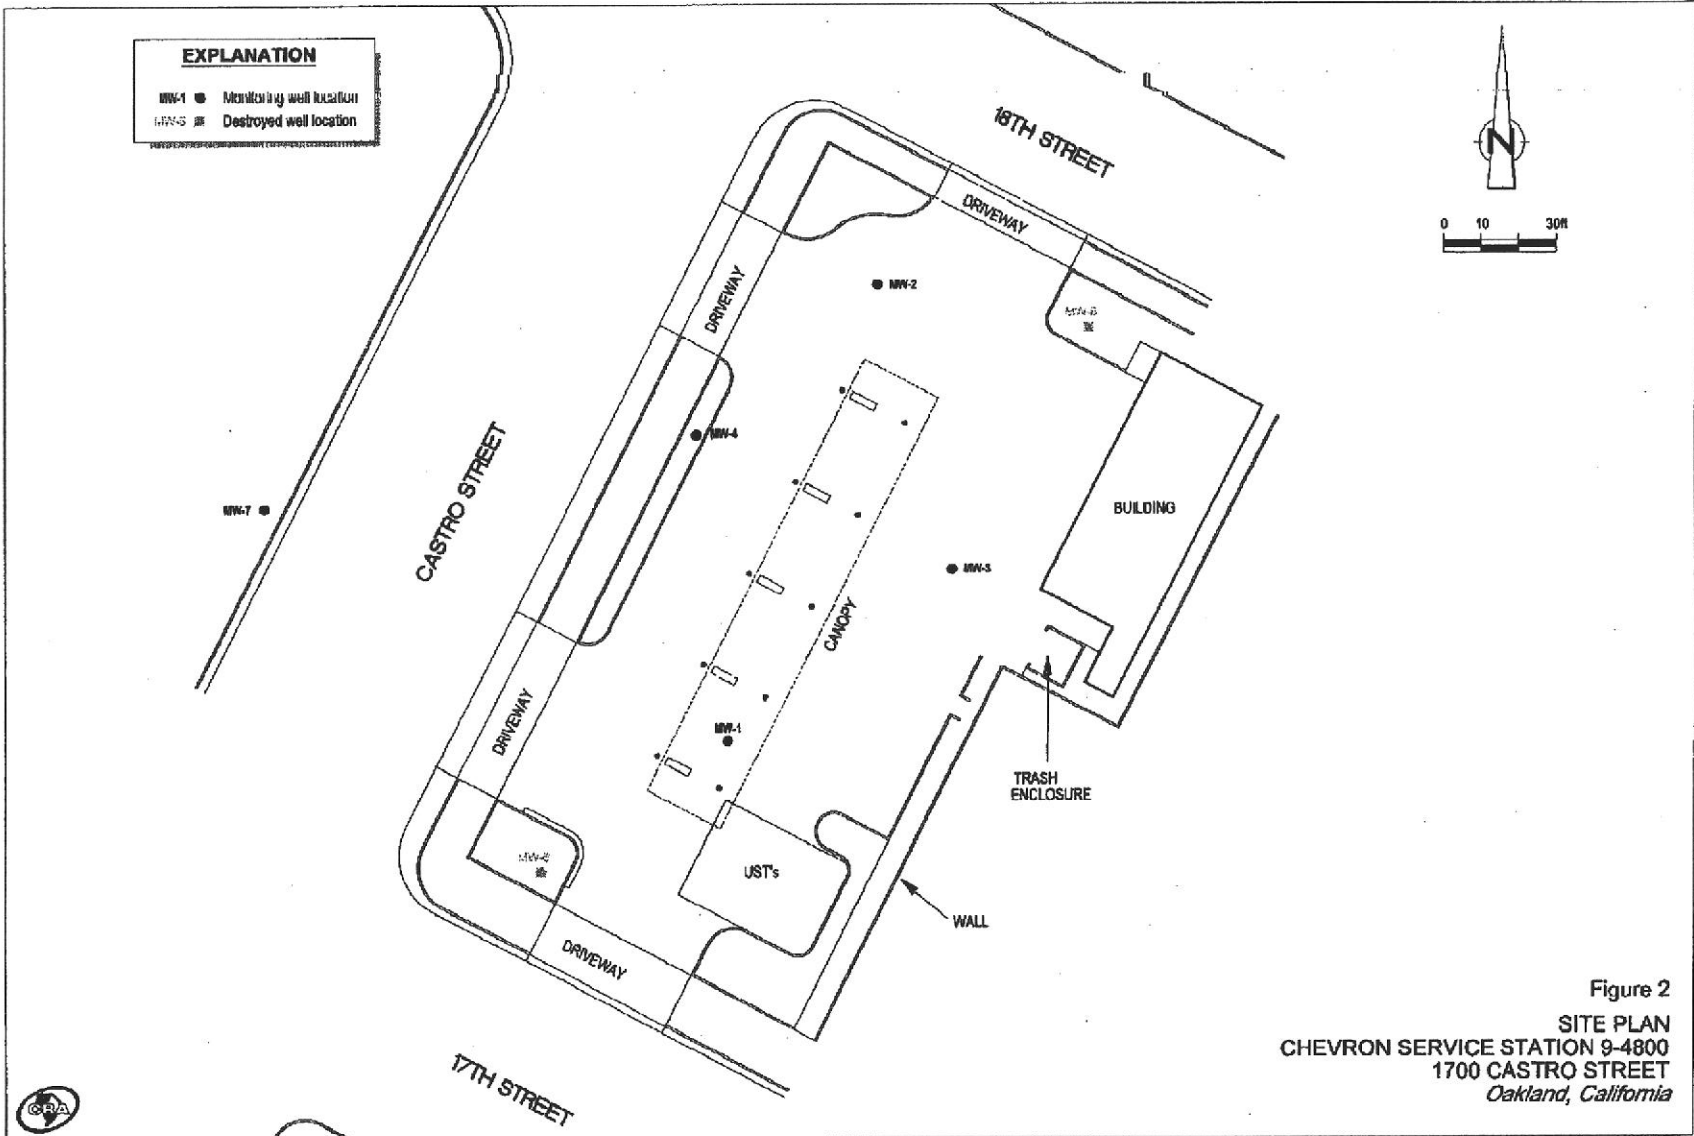 EXPLANATION
MW-1 Monitoring well location
Destroyed well location
18TH STREET
N
0 10 30ft
DRIVEWAY
DRIVEWAY
MW-2
MW-4
CASTRO STREET
MW-7
BUILDING
MW-3
CANOPY
DRIVEWAY
MW-1
TRASH
ENCLOSURE
UST's
WALL
DRIVEWAY
17TH STREET
Figure 2
SITE PLAN
CHEVRON SERVICE STATION 9-4800
1700 CASTRO STREET
Oakland, California
CRA